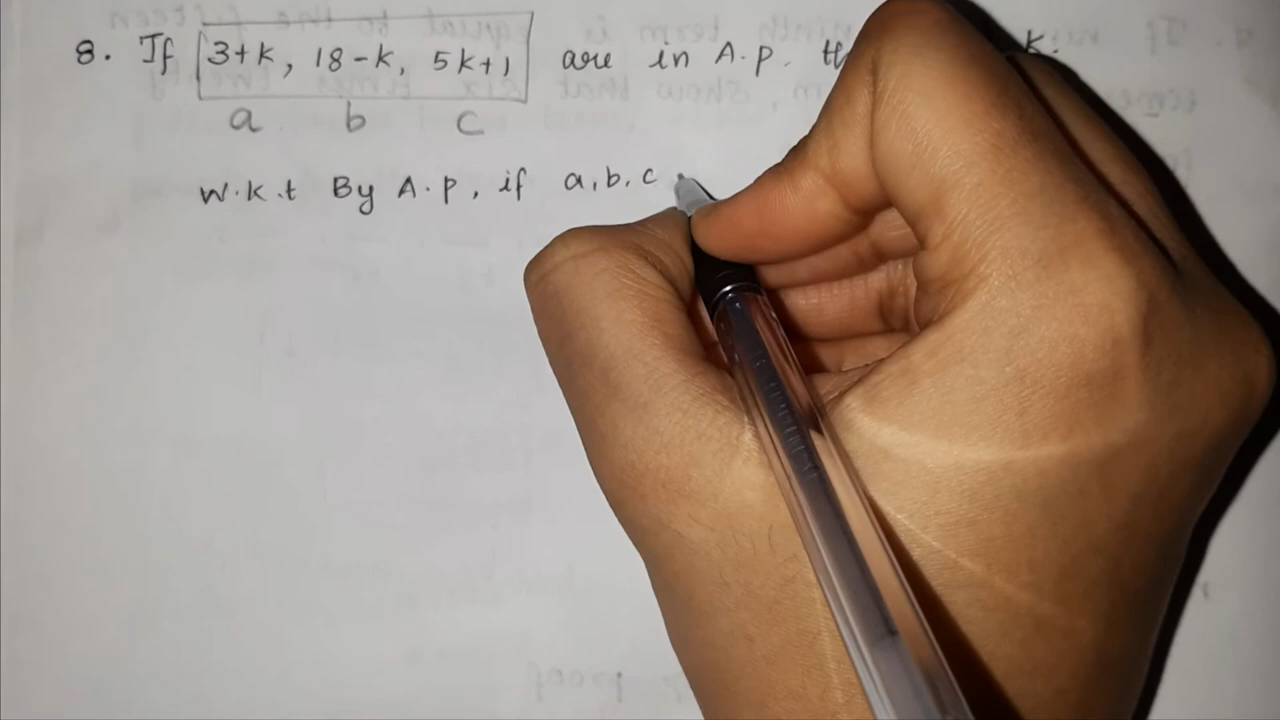 8. If 3+k, 18-k, 5k+1 are in A.p. th k.
a b c
W.k.t By A.p, if a,b,c